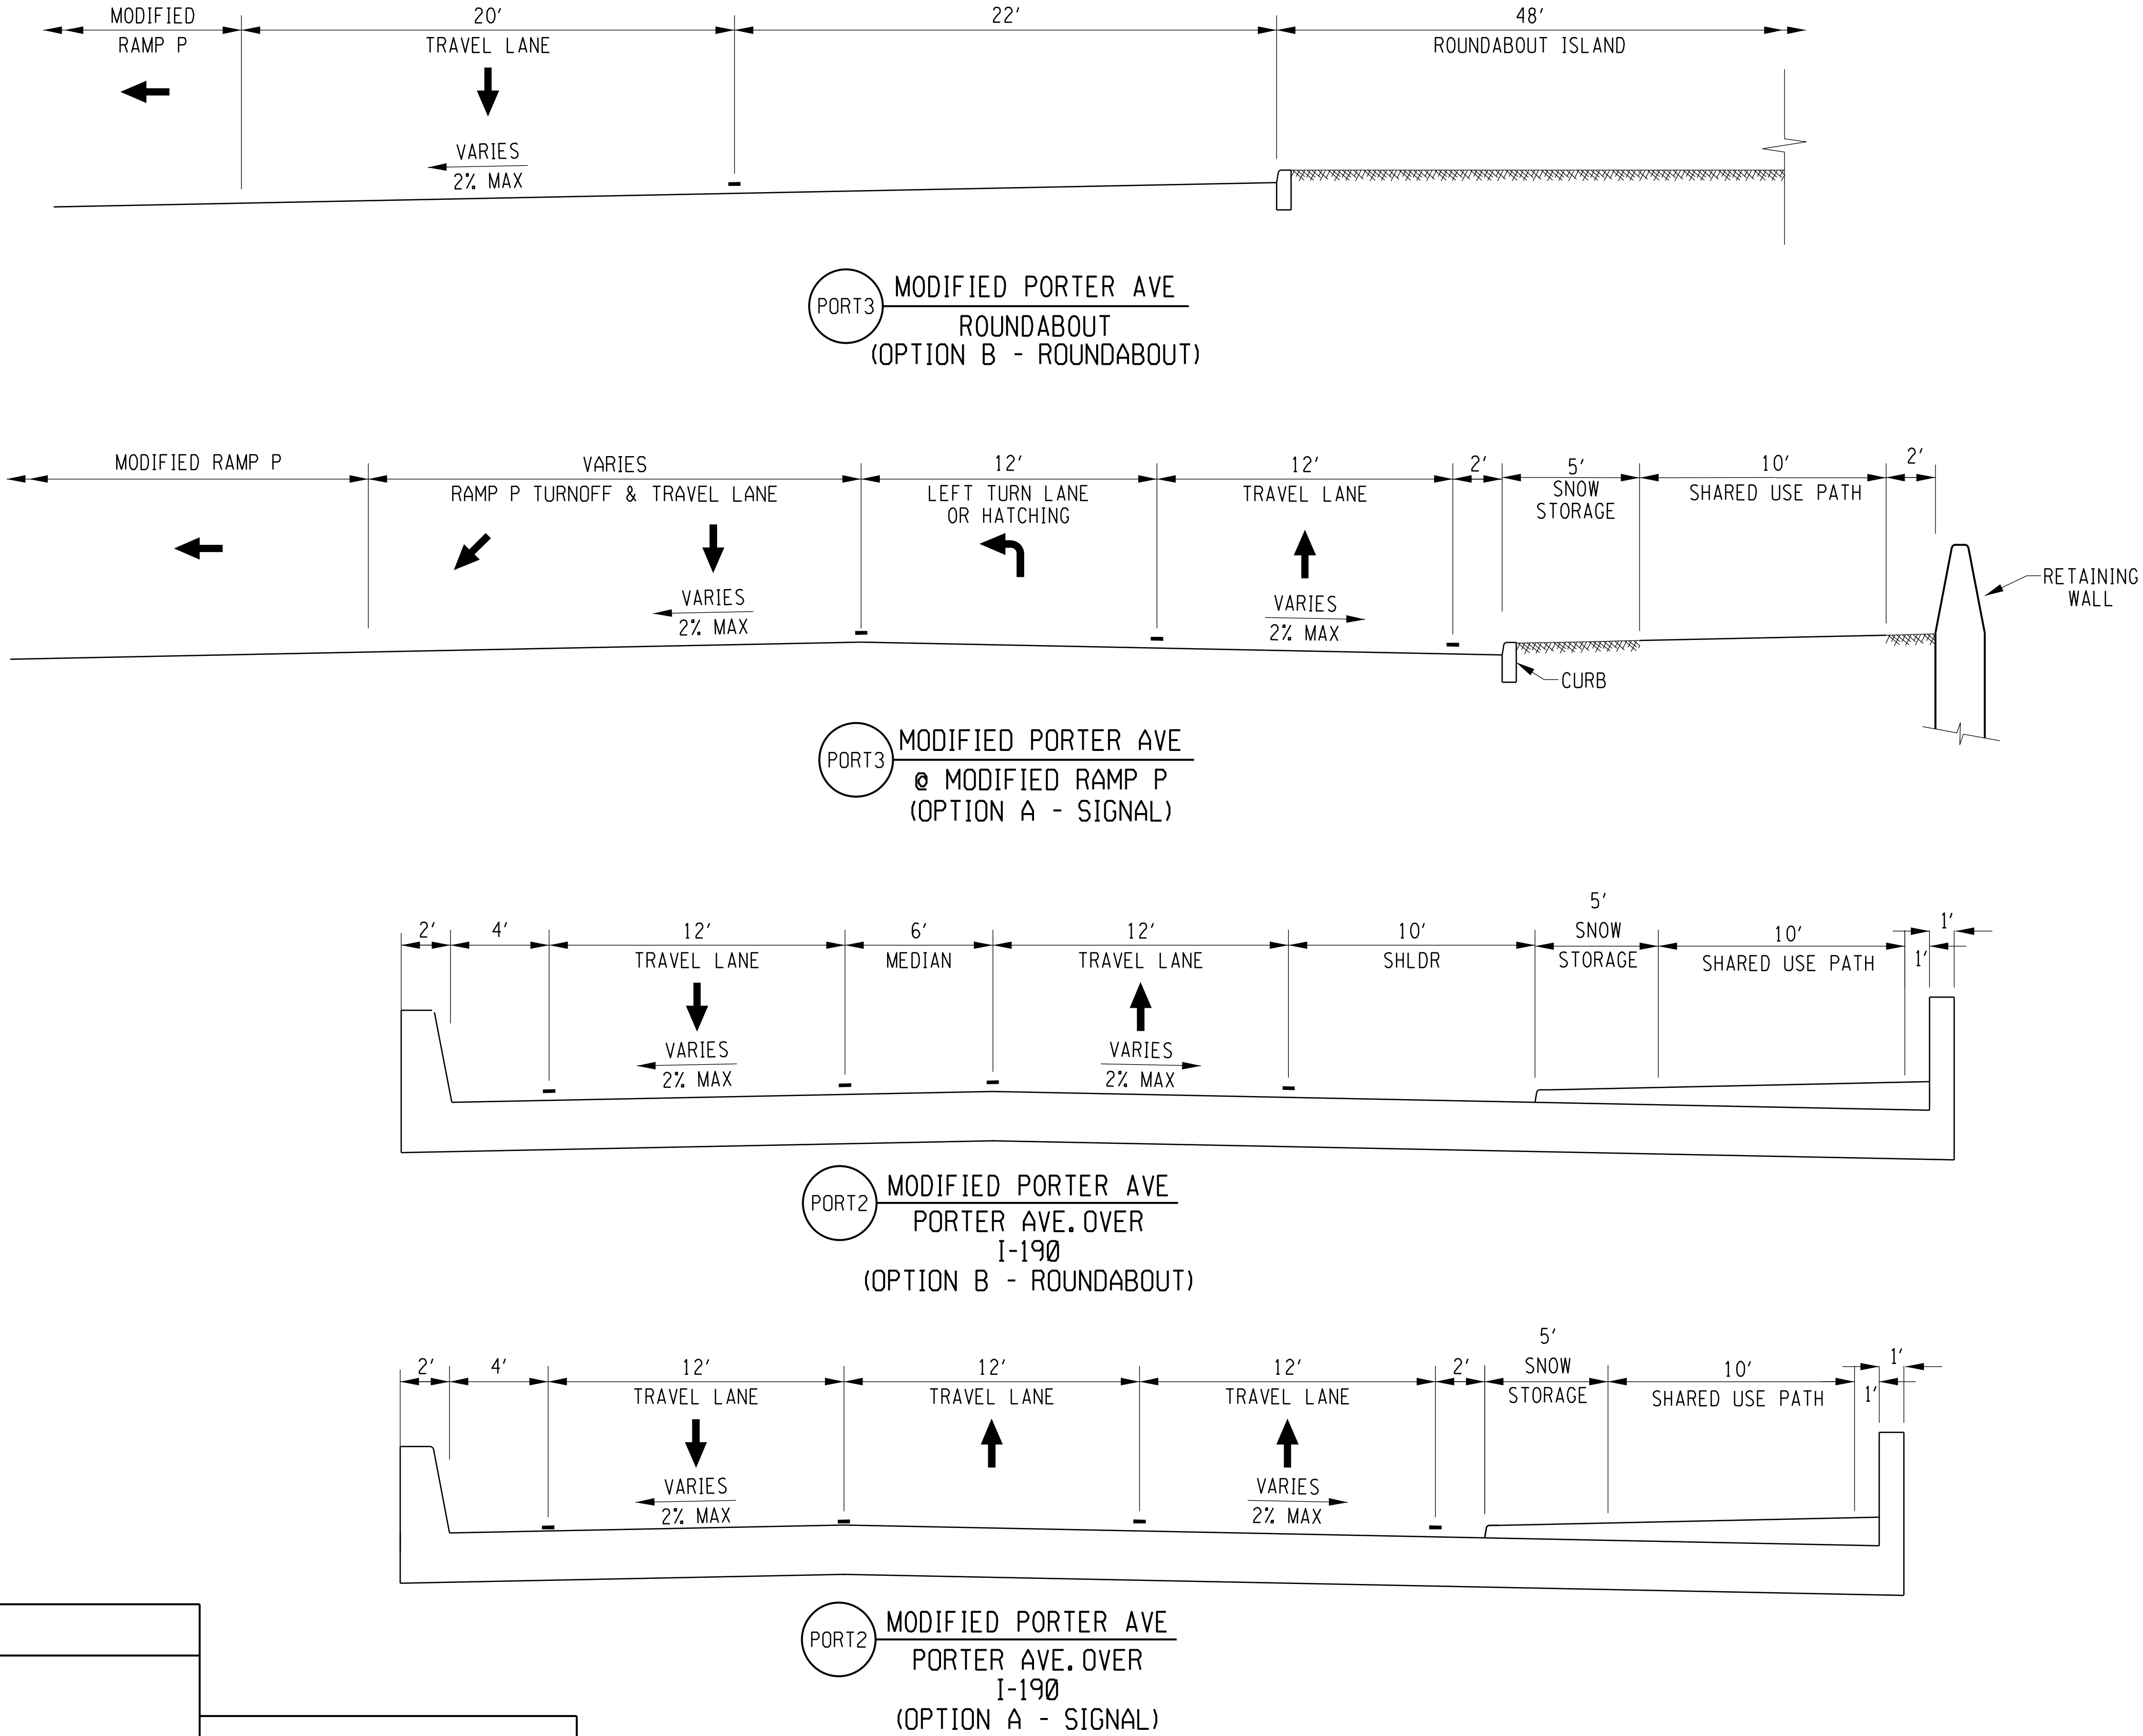 MODIFIED
RAMP P
20'
TRAVEL LANE
22'
48'
ROUNDABOUT ISLAND
VARIES
2% MAX
PORT3
MODIFIED PORTER AVE
ROUNDABOUT
(OPTION B - ROUNDABOUT)
MODIFIED RAMP P
VARIES
RAMP P TURNOFF & TRAVEL LANE
12'
LEFT TURN LANE
OR HATCHING
12'
TRAVEL LANE
2'
5'
SNOW
STORAGE
10'
SHARED USE PATH
2'
VARIES
2% MAX
VARIES
2% MAX
RETAINING
WALL
CURB
PORT3
MODIFIED PORTER AVE
@ MODIFIED RAMP P
(OPTION A - SIGNAL)
2'
4'
12'
TRAVEL LANE
6'
MEDIAN
12'
TRAVEL LANE
10'
SHLDR
5'
SNOW
STORAGE
10'
SHARED USE PATH
1'
1'
VARIES
2% MAX
VARIES
2% MAX
PORT2
MODIFIED PORTER AVE
PORTER AVE. OVER
I-190
(OPTION B - ROUNDABOUT)
2'
4'
12'
TRAVEL LANE
12'
TRAVEL LANE
12'
TRAVEL LANE
2'
5'
SNOW
STORAGE
10'
SHARED USE PATH
1'
1'
VARIES
2% MAX
VARIES
2% MAX
PORT2
MODIFIED PORTER AVE
PORTER AVE. OVER
I-190
(OPTION A - SIGNAL)